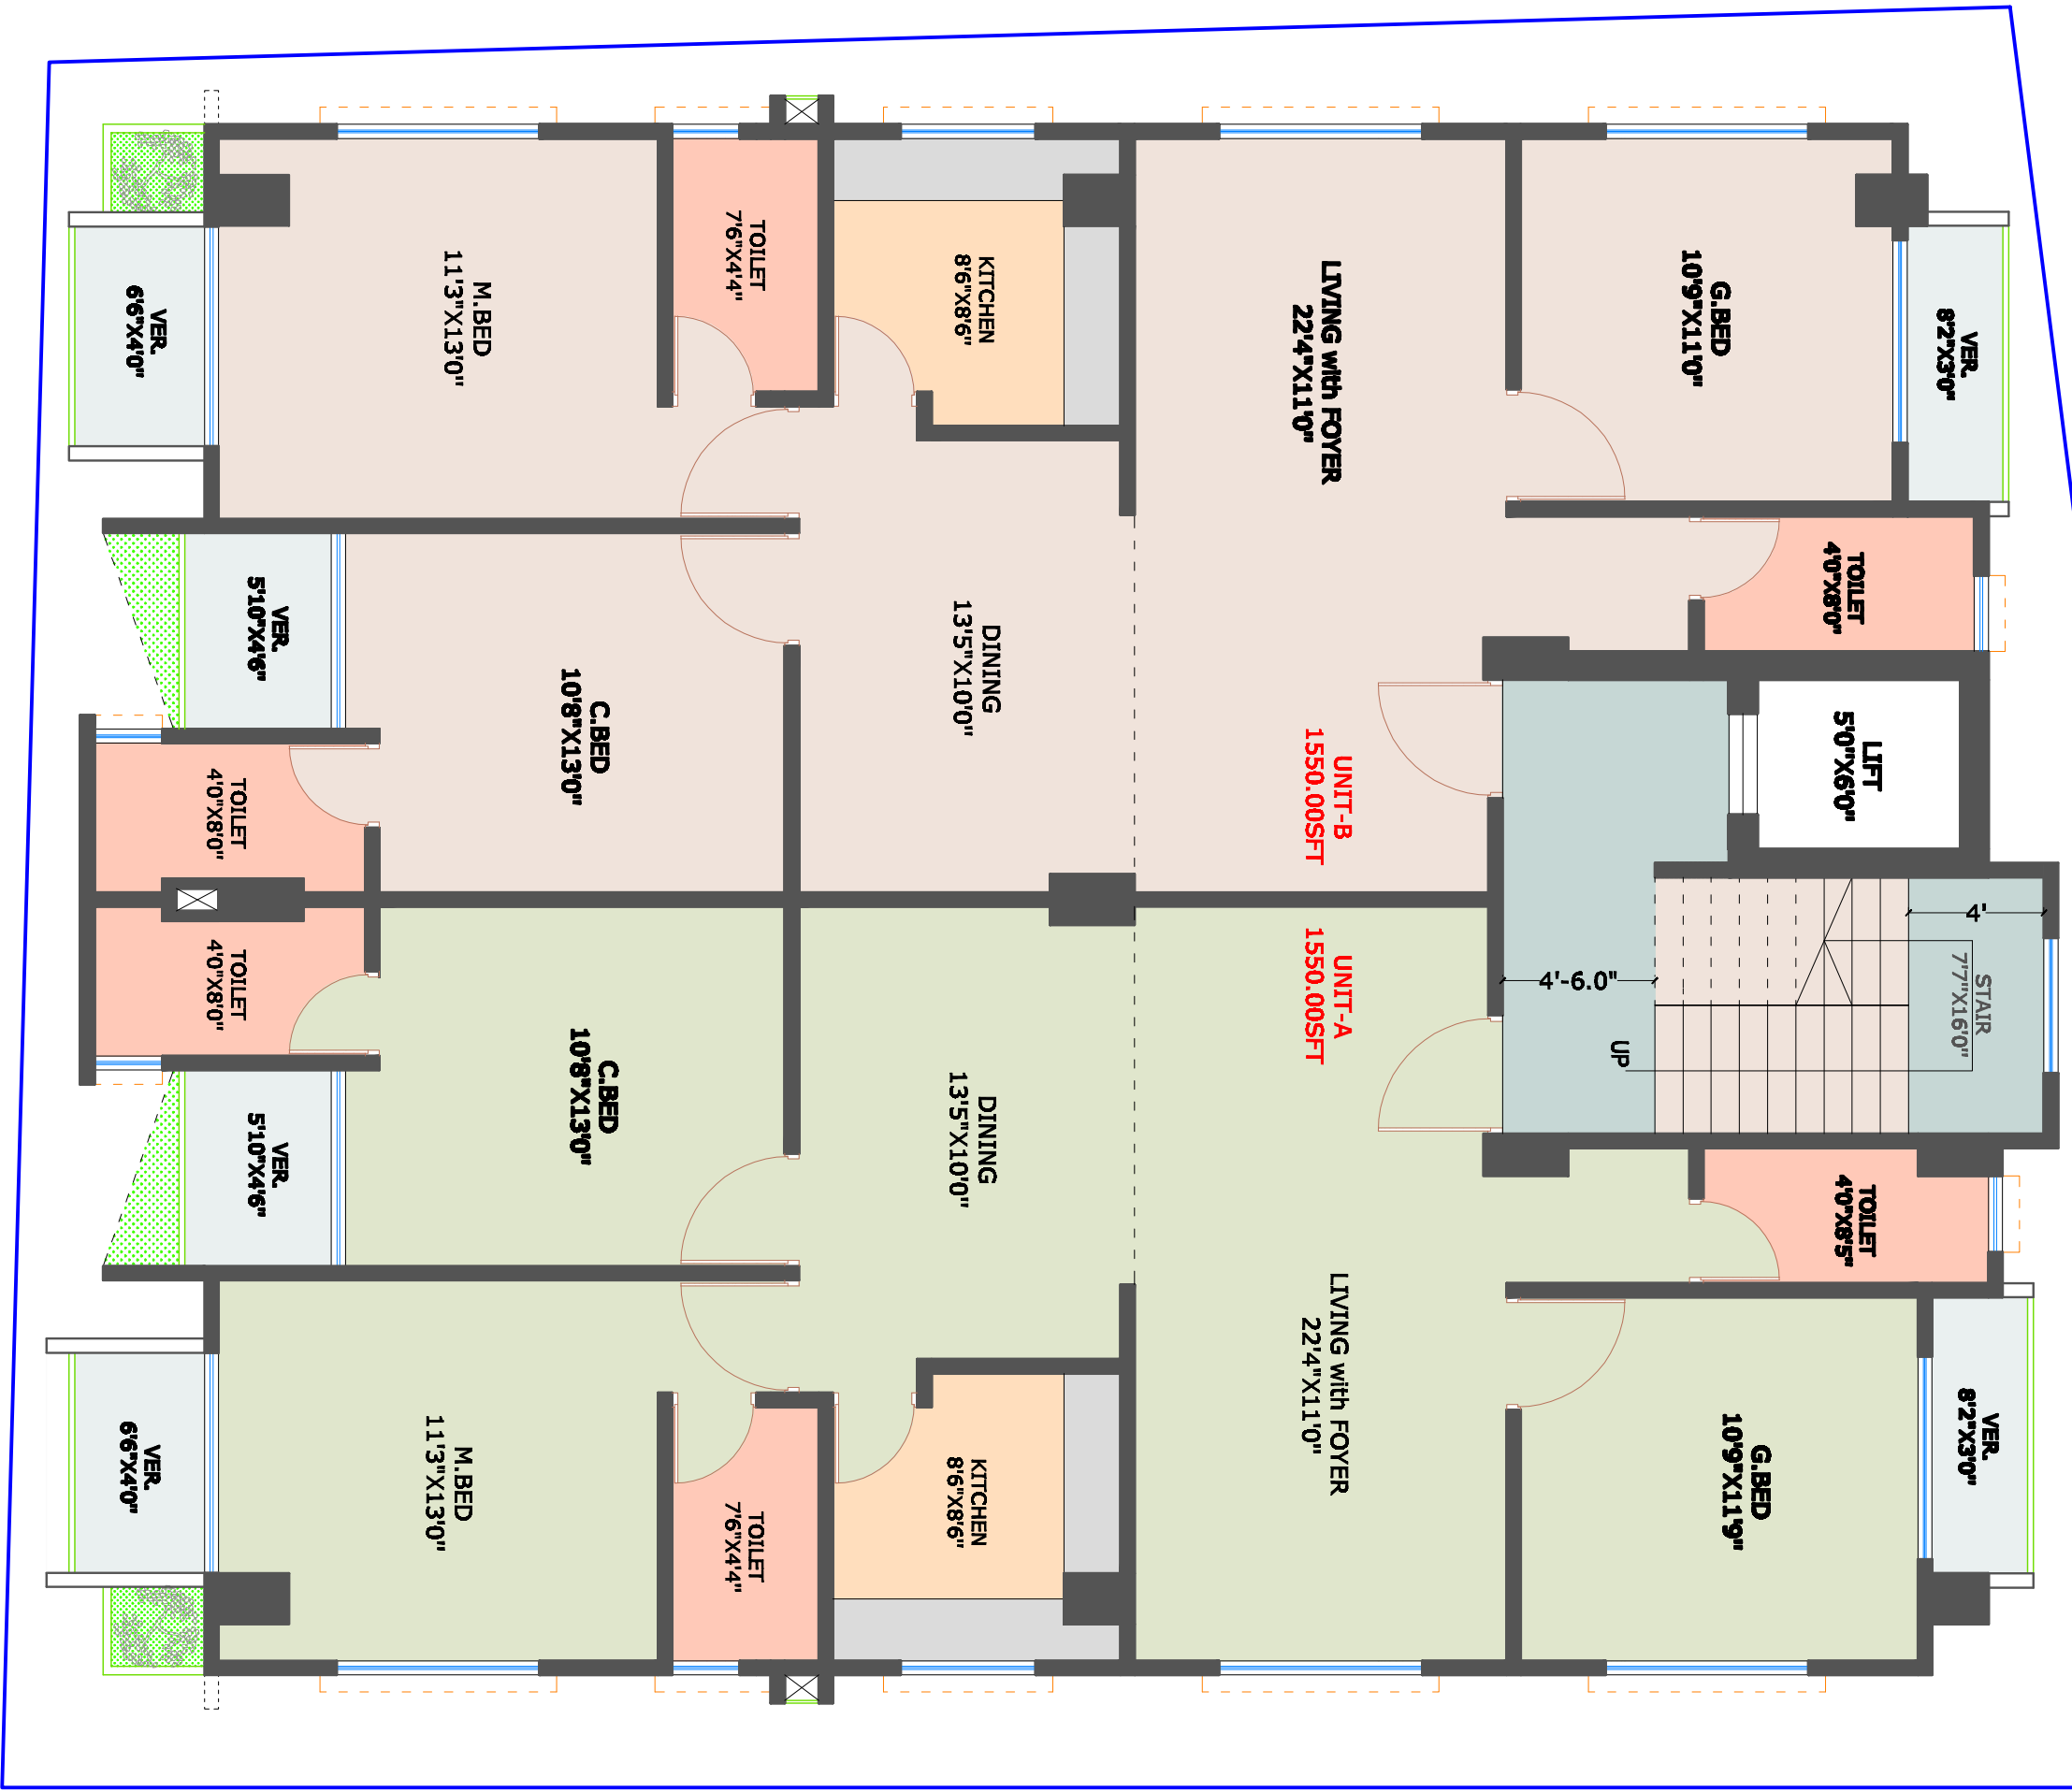 M.BED
11'3"X13'0"
TOILET
7'6"X4'4"
KITCHEN
8'6"X8'6"
LIVING with FOYER
22'4"X11'0"
G.BED
10'9"X11'0"
VER.
8'2"X3'0"
VER.
6'6"X4'0"
VER.
5'10"X4'6"
C.BED
10'8"X13'0"
DINING
13'5"X10'0"
TOILET
4'0"X8'0"
LIFT
5'0"X6'0"
UNIT-B
1550.00SFT
TOILET
4'0"X8'0"
TOILET
4'0"X8'0"
UNIT-A
1550.00SFT
4'-6.0"
4'
STAIR
7'7"X16'0"
UP
VER.
5'10"X4'6"
C.BED
10'8"X13'0"
DINING
13'5"X10'0"
TOILET
4'0"X8'5"
LIVING with FOYER
22'4"X11'0"
VER.
6'6"X4'0"
M.BED
11'3"X13'0"
TOILET
7'6"X4'4"
KITCHEN
8'6"X8'6"
G.BED
10'9"X11'9"
VER.
8'2"X3'0"